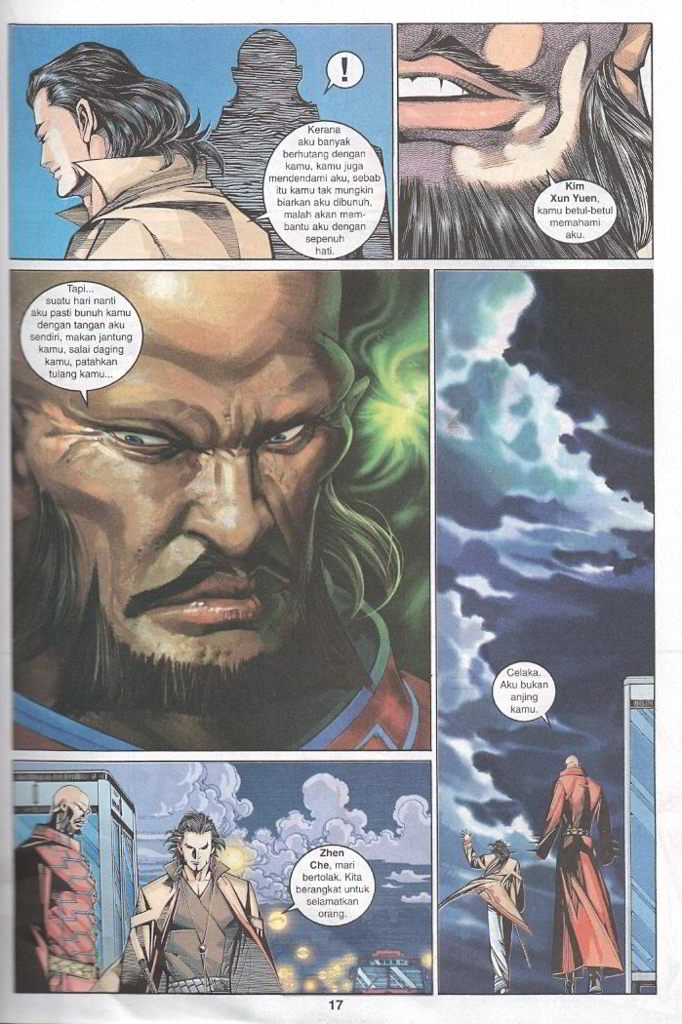 !
Kerana
aku banyak
berhutang dengan
kamu, kamu juga
mendendami aku, sebab
itu kamu tak mungkin
biarkan aku dibunuh,
malah akan mem-
bantu aku dengan
sepenuh
hati.
Kim
Xun Yuen,
kamu betul-betul
memahami
aku.
Tapi...
suatu hari nanti
aku pasti bunuh kamu
dengan tangan aku
sendiri, makan jantung
kamu, salai daging
kamu, patahkan
tulang kamu...
Celaka.
Aku bukan
anjing
kamu.
Zhen
Che, mari
bertolak. Kita
berangkat untuk
selamatkan
orang.
17